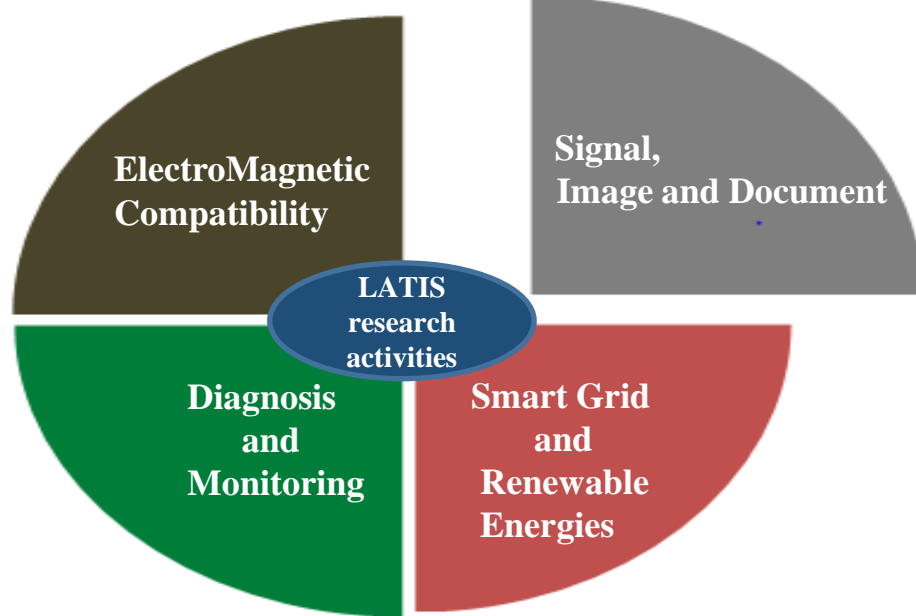 ElectroMagnetic
Compatibility
Signal,
Image and Document
LATIS
research
activities
Diagnosis
and
Monitoring
Smart Grid
and
Renewable
Energies